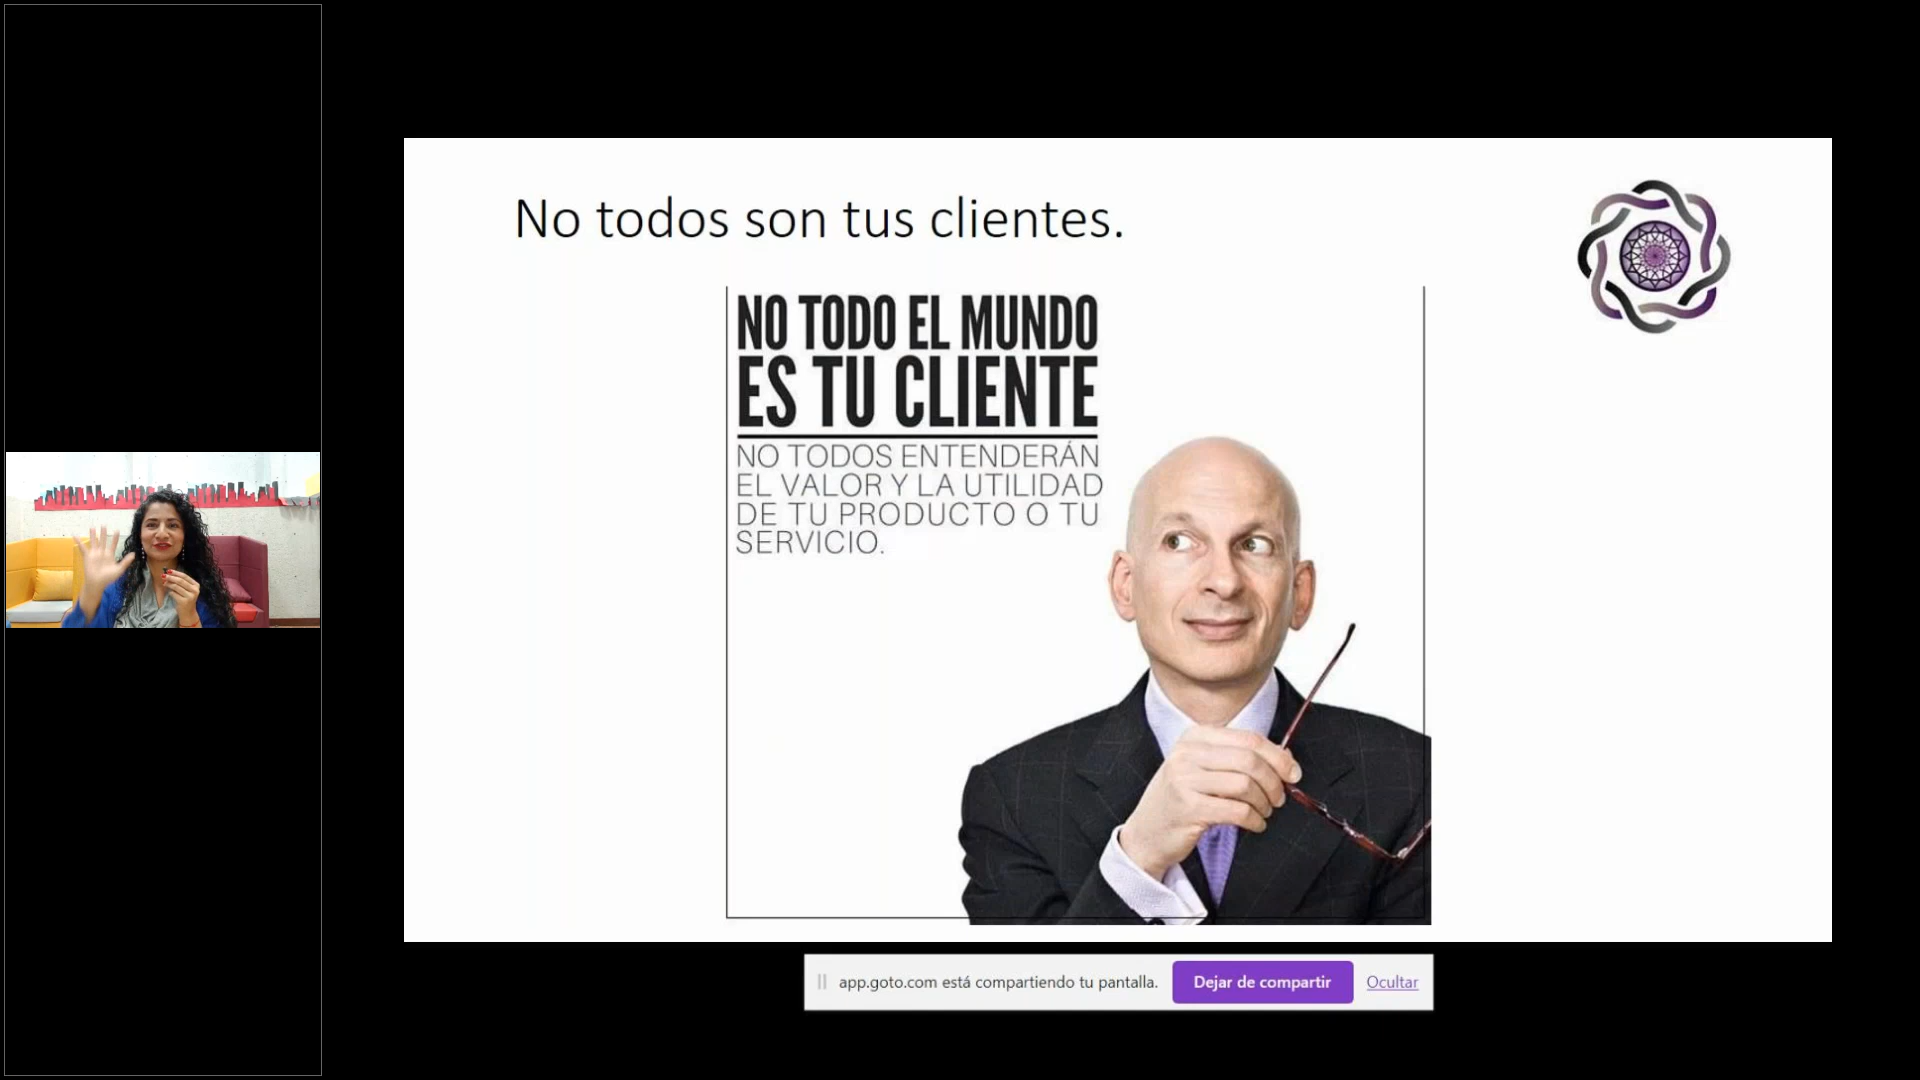 No todos son tus clientes.
NO TODO EL MUNDO
ES TU CLIENTE
NO TODOS ENTENDERÁN
EL VALOR Y LA UTILIDAD
DE TU PRODUCTO O TU
SERVICIO.
app.goto.com está compartiendo tu pantalla.
Dejar de compartir
Ocultar